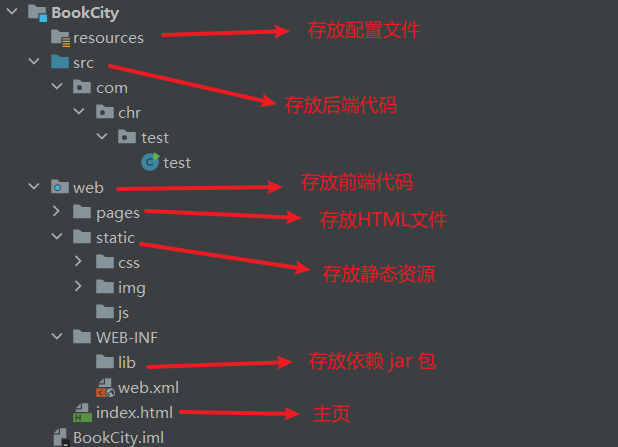 BookCity
resources 存放配置文件
src
com 存放后端代码
chr
test
test
web 存放前端代码
pages 存放HTML文件
static
css 存放静态资源
img
js
WEB-INF
lib 存放依赖 jar 包
web.xml
index.html 主页
BookCity.iml